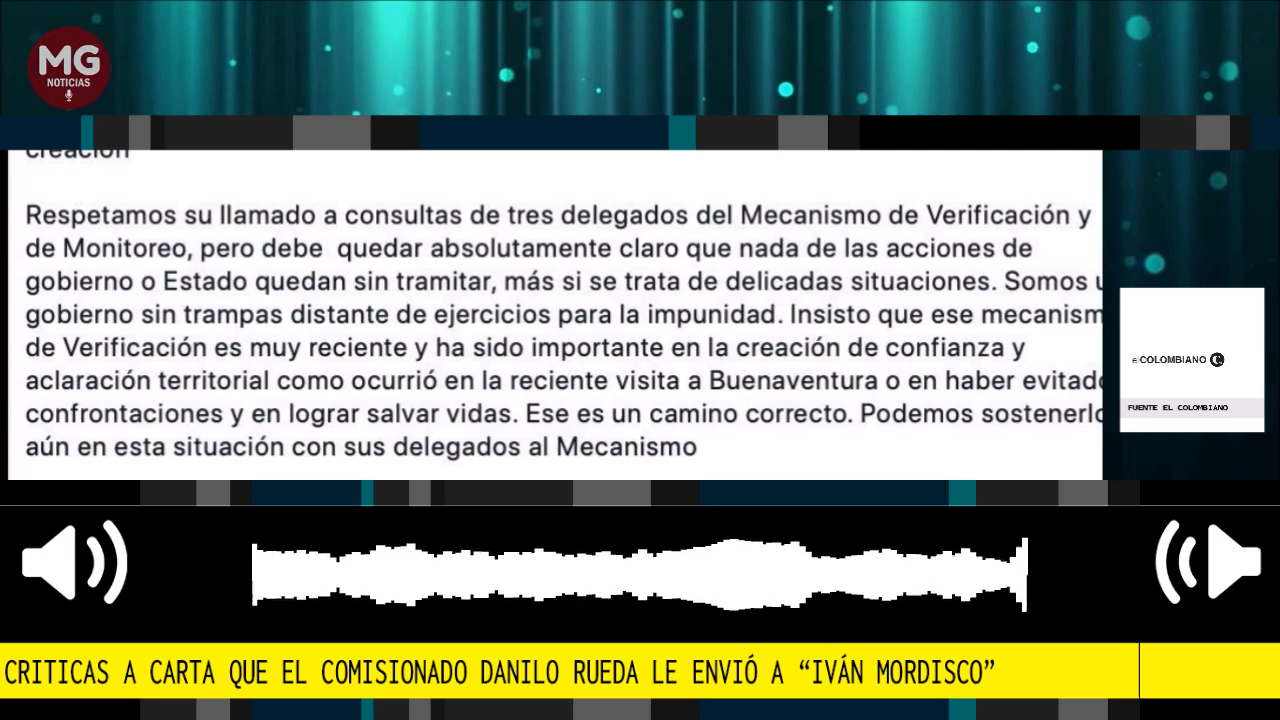 MG
NOTICIAS
creación
Respetamos su llamado a consultas de tres delegados del Mecanismo de Verificación y
de Monitoreo, pero debe quedar absolutamente claro que nada de las acciones de
gobierno o Estado quedan sin tramitar, más si se trata de delicadas situaciones. Somos u
gobierno sin trampas distante de ejercicios para la impunidad. Insisto que ese mecanism
de Verificación es muy reciente y ha sido importante en la creación de confianza y
aclaración territorial como ocurrió en la reciente visita a Buenaventura o en haber evitado
confrontaciones y en lograr salvar vidas. Ese es un camino correcto. Podemos sostenerlo
aún en esta situación con sus delegados al Mecanismo
elCOLOMBIANO
FUENTE EL COLOMBIANO
CRITICAS A CARTA QUE EL COMISIONADO DANILO RUEDA LE ENVIÓ A “IVÁN MORDISCO”